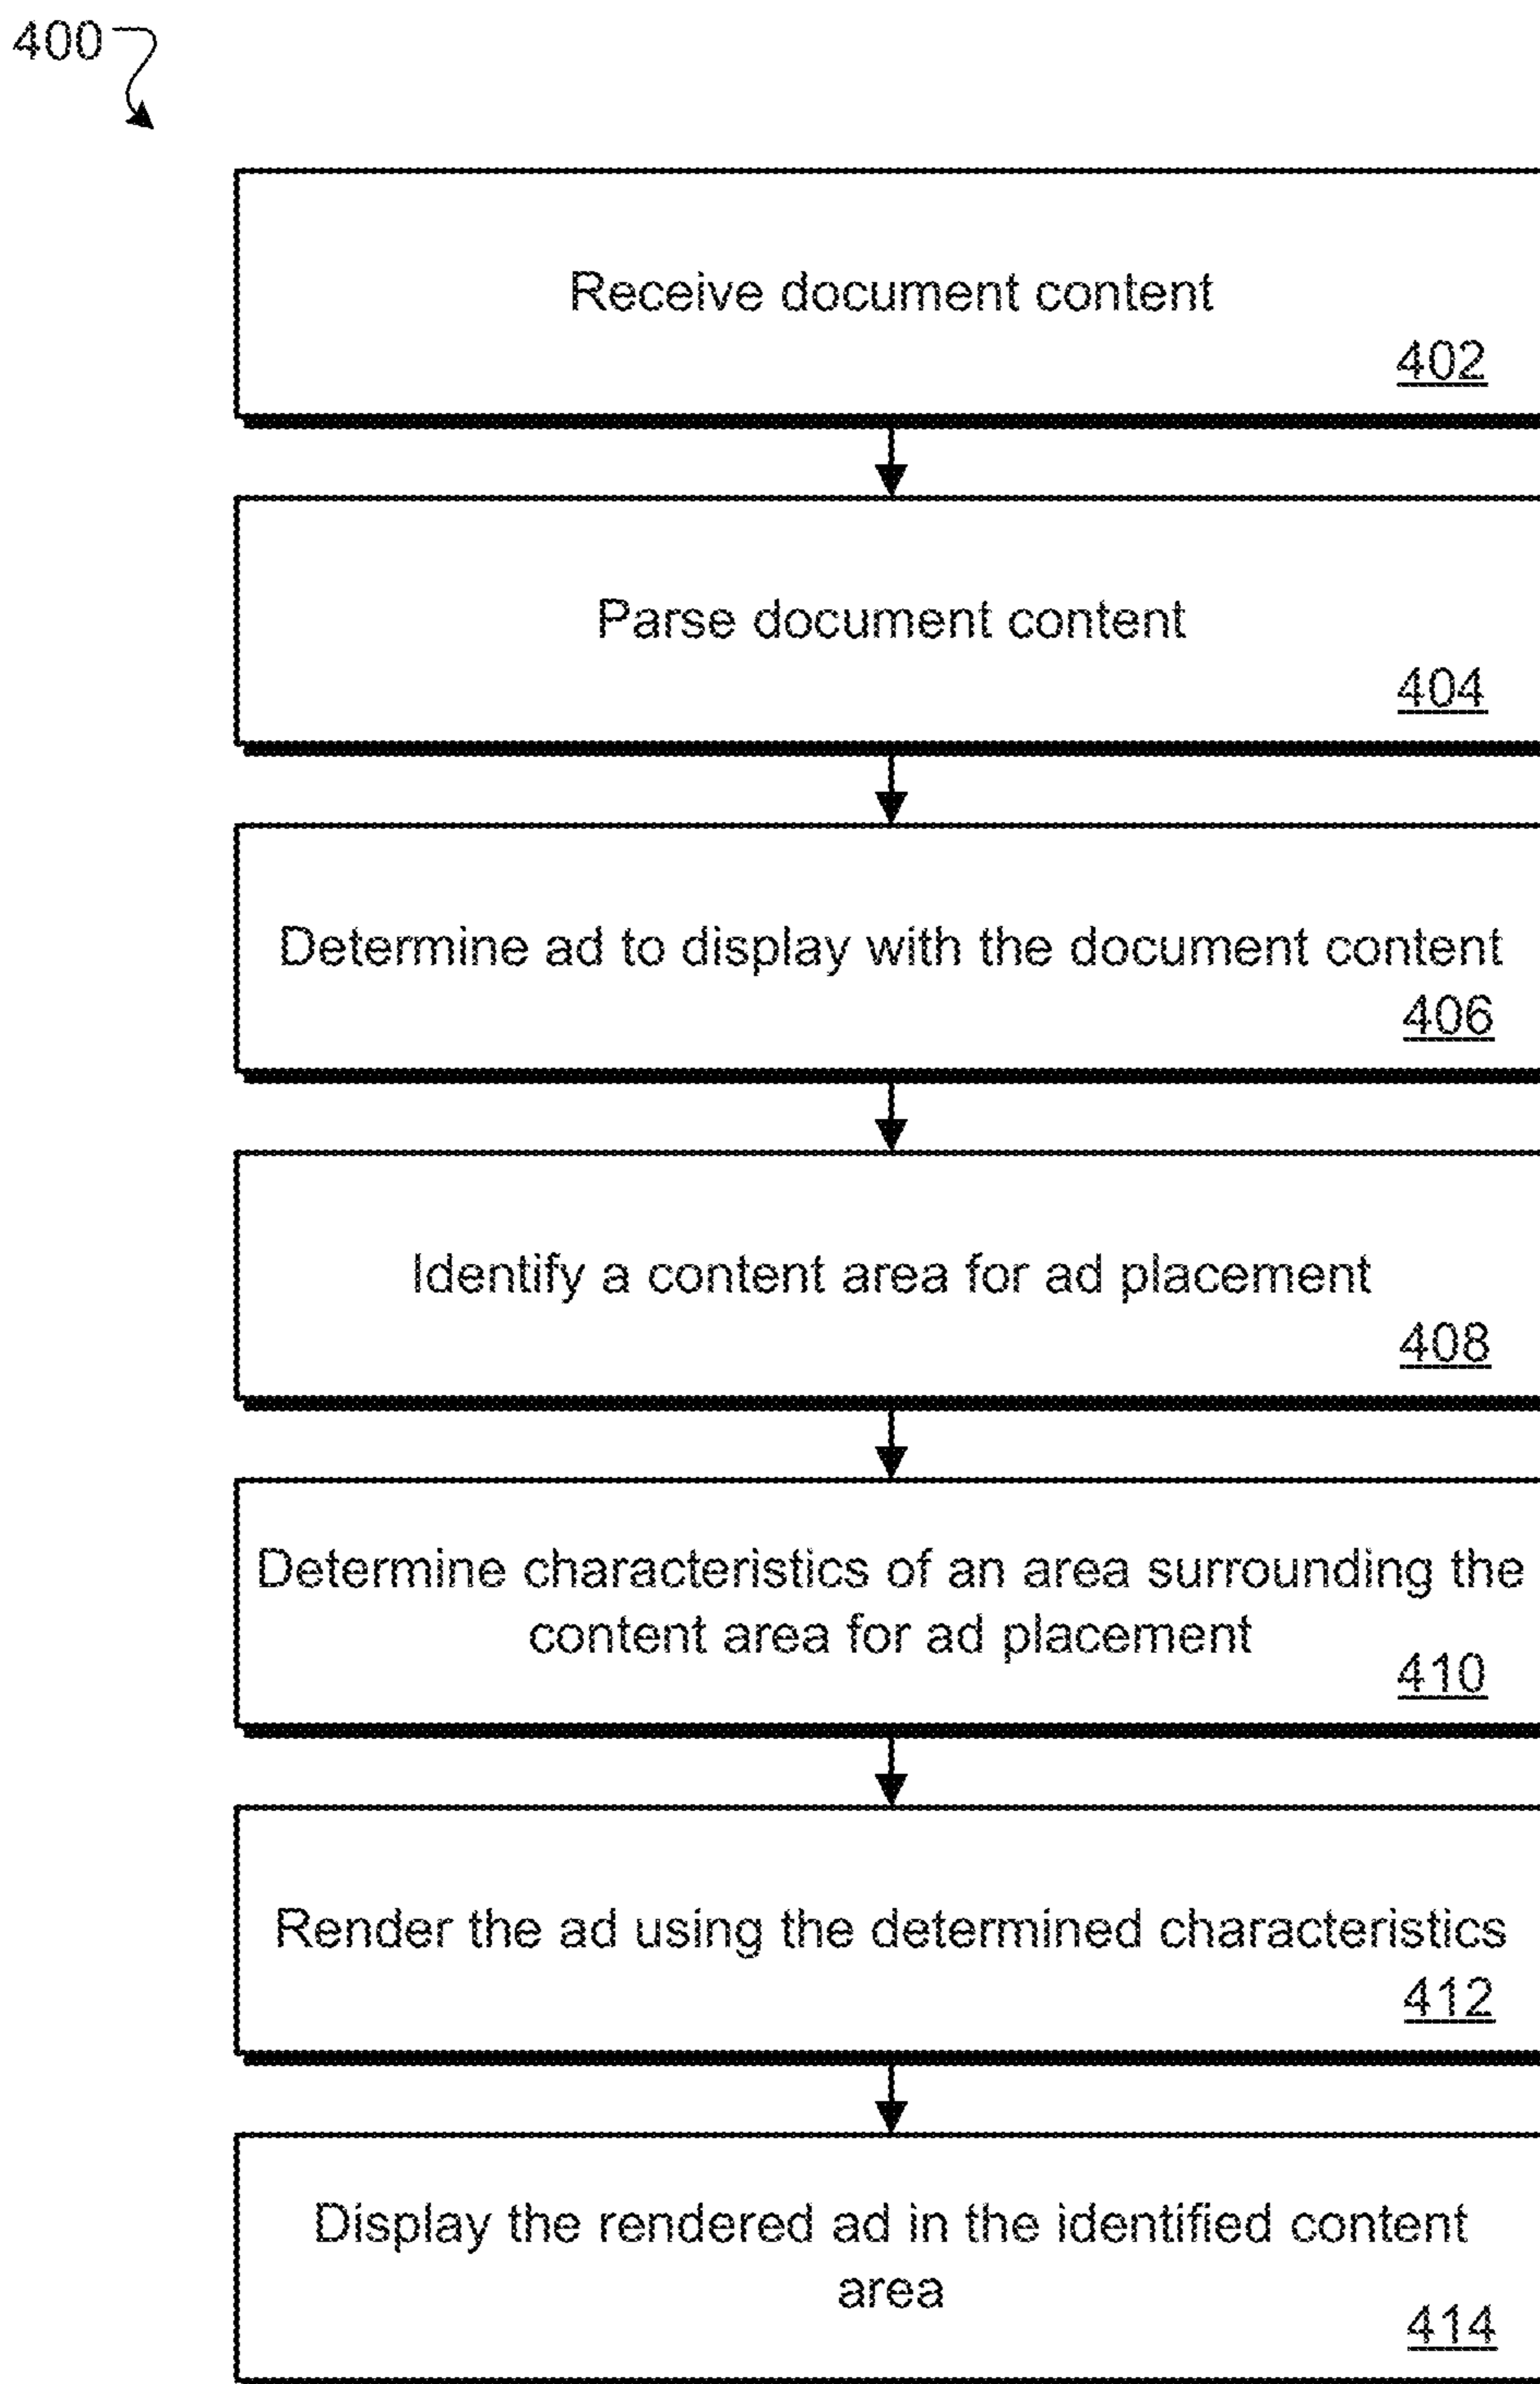 400
Receive document content
402
Parse document content
404
Determine ad to display with the document content
406
Identify a content area for ad placement
408
Determine characteristics of an area surrounding the
content area for ad placement
410
Render the ad using the determined characteristics
412
Display the rendered ad in the identified content
area
414